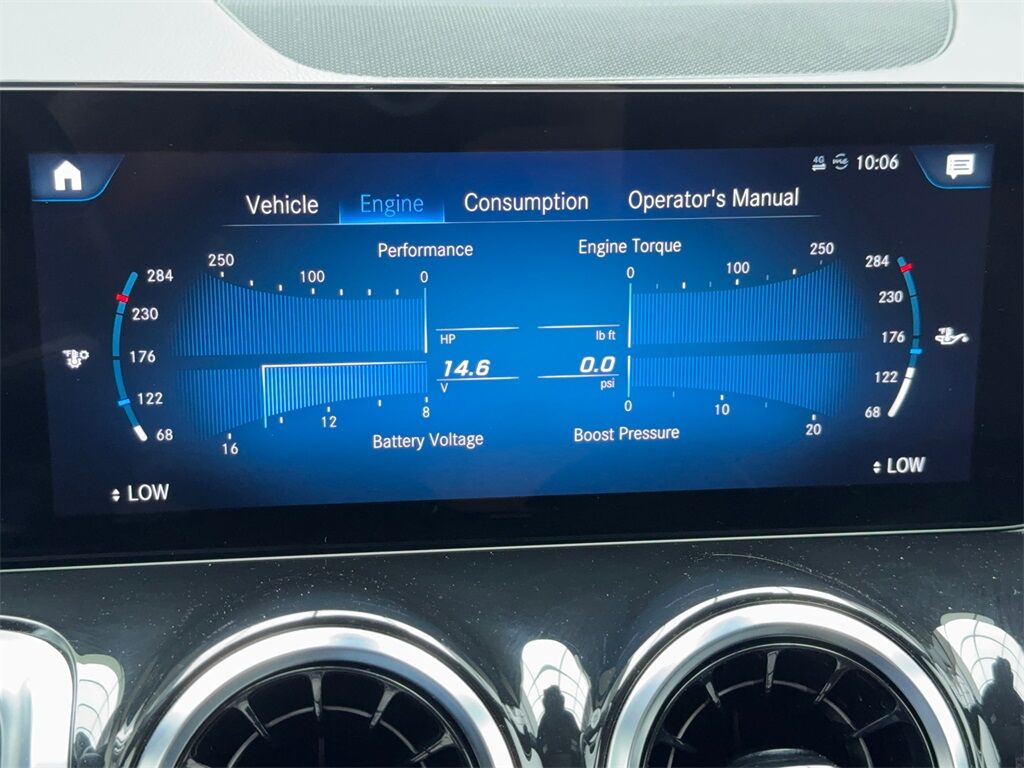 4G 10:06
Vehicle Engine Consumption Operator's Manual
Performance Engine Torque
250 100 0 0 100 250
284 230 176 122 68
HP lb ft
14.6 0.0
V psi
16 12 8 0 10 20
Battery Voltage Boost Pressure
284 230 176 122 68
LOW LOW